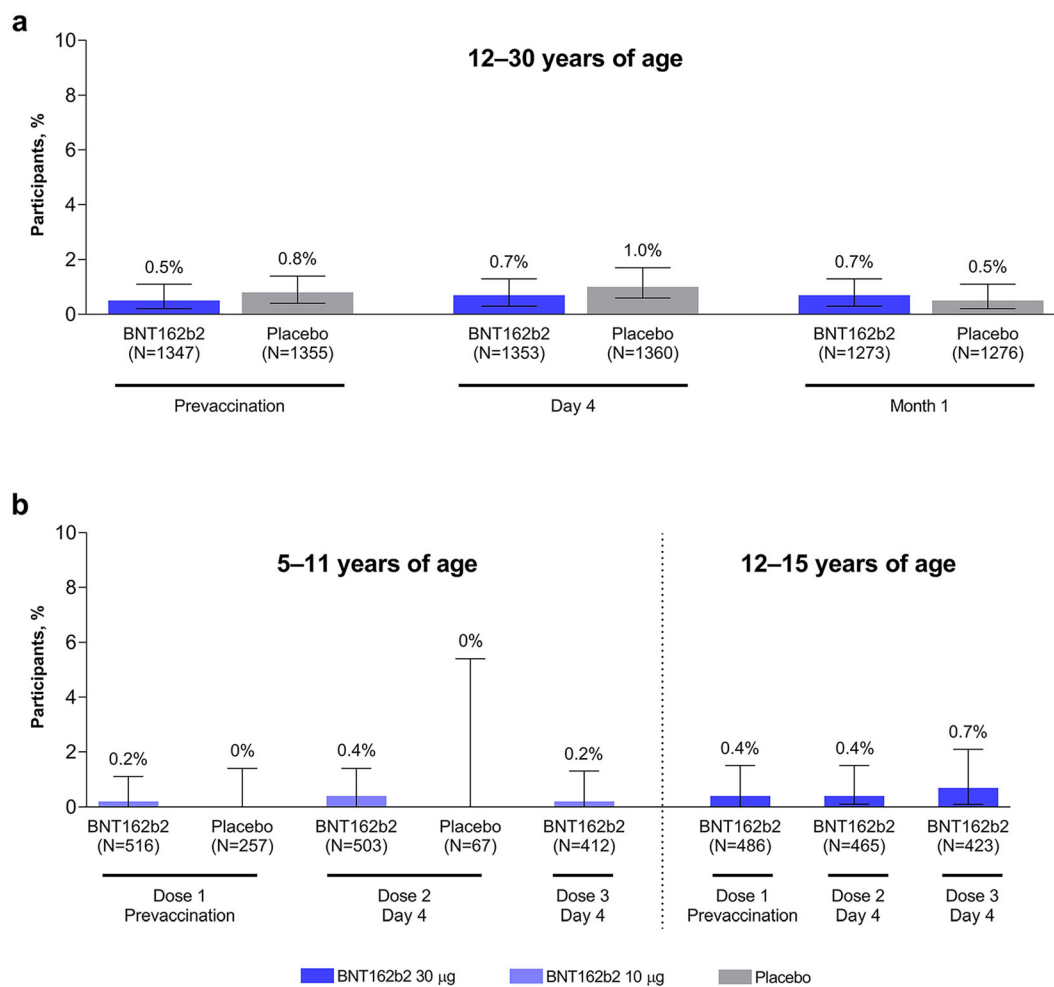 a
12–30 years of age
Participants, %
10
8
6
4
2
0
0.5%
0.8%
0.7%
1.0%
0.7%
0.5%
BNT162b2 Placebo BNT162b2 Placebo BNT162b2 Placebo
(N=1347) (N=1355) (N=1353) (N=1360) (N=1273) (N=1276)
Prevaccination Day 4 Month 1
b
5–11 years of age
12–15 years of age
Participants, %
10
8
6
4
2
0
0.2%
0%
0.4%
0%
0.2%
0.4%
0.4%
0.7%
BNT162b2 Placebo BNT162b2 Placebo BNT162b2 BNT162b2 BNT162b2 BNT162b2
(N=516) (N=257) (N=503) (N=67) (N=412) (N=486) (N=465) (N=423)
Dose 1 Dose 2 Dose 3 Dose 1 Dose 2 Dose 3
Prevaccination Day 4 Day 4 Prevaccination Day 4 Day 4
BNT162b2 30 μg BNT162b2 10 μg Placebo